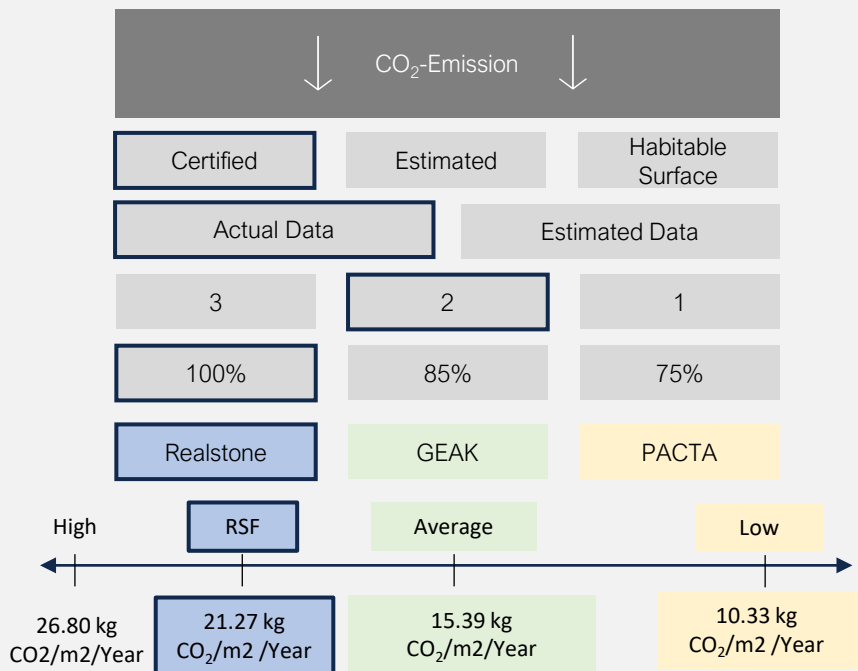 CO₂-Emission
Certified
Estimated
Habitable
Surface
Actual Data
Estimated Data
3
2
1
100%
85%
75%
Realstone
GEAK
PACTA
High
RSF
Average
Low
26.80 kg
CO2/m2/Year
21.27 kg
CO₂/m2 /Year
15.39 kg
CO₂/m2 /Year
10.33 kg
CO₂/m2 /Year